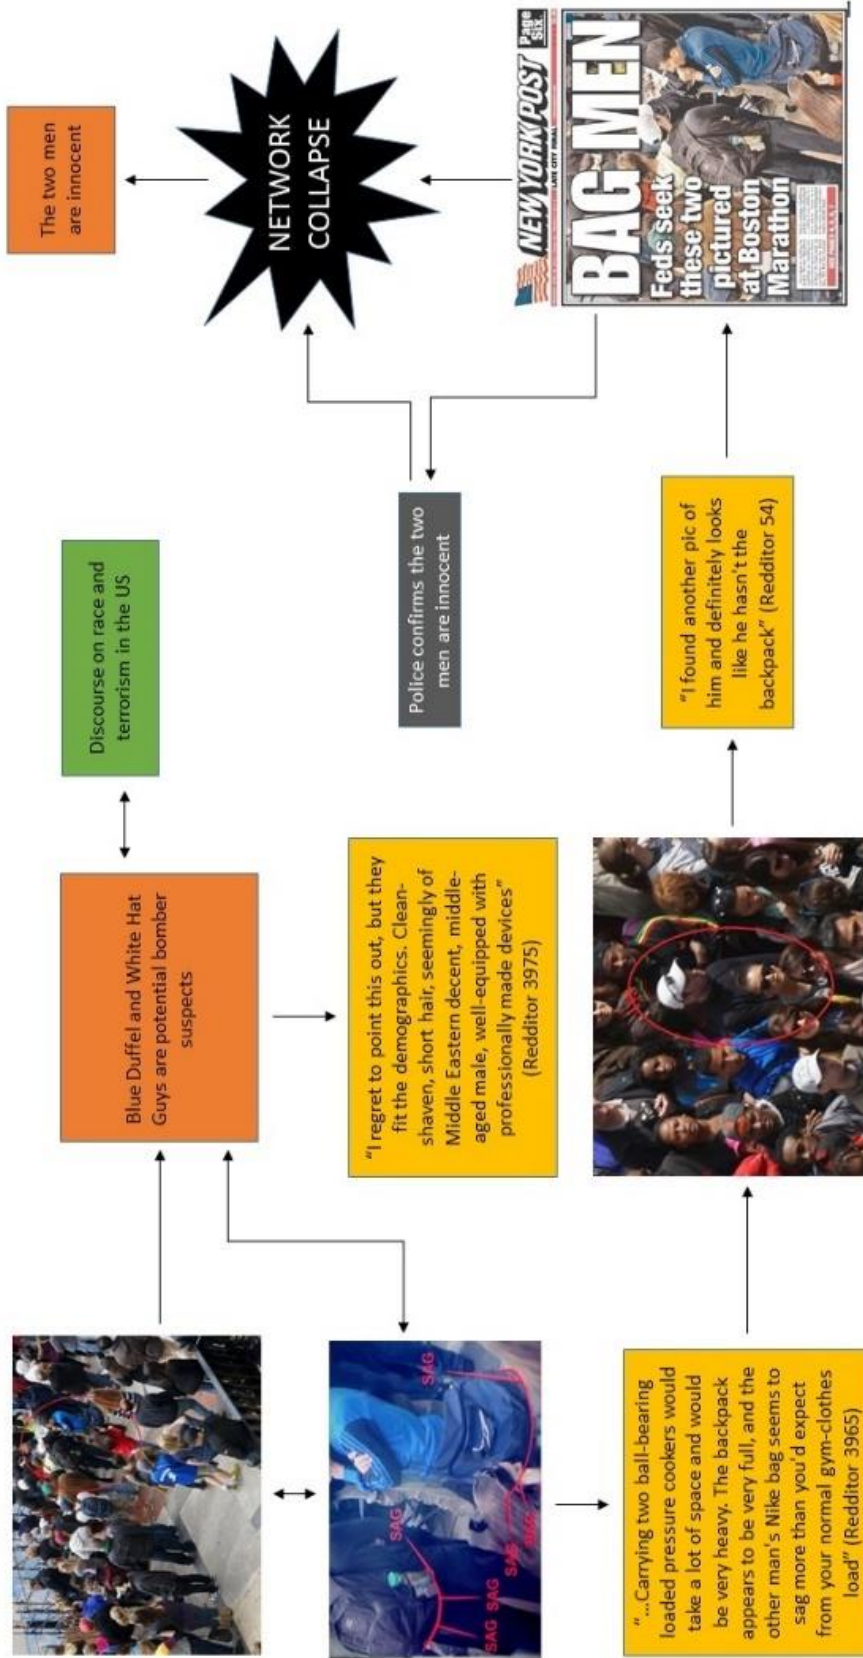 Blue Duffel and White Hat
Guys are potential bomber
suspects
Discourse on race and
terrorism in the US
The two men
are innocent
SAG
SAG
SAG
SAG
SAG
SAG
"I regret to point this out, but they
fit the demographics. Clean-
shaven, short hair, seemingly of
Middle Eastern decent, middle-
aged male, well-equipped with
professionally made devices"
(Redditor 3975)
Police confirms the two
men are innocent
NETWORK
COLLAPSE
"...Carrying two ball-bearing
loaded pressure cookers would
take a lot of space and would
be very heavy. The backpack
appears to be very full, and the
other man's Nike bag seems to
sag more than you'd expect
from your normal gym-clothes
load" (Redditor 3965)
"I found another pic of
him and definitely looks
like he hasn't the
backpack" (Redditor 54)
LATE CITY FINAL
NEW YORK POST
Page
Six
BAG MEN
Feds seek
these two
pictured
at Boston
Marathon